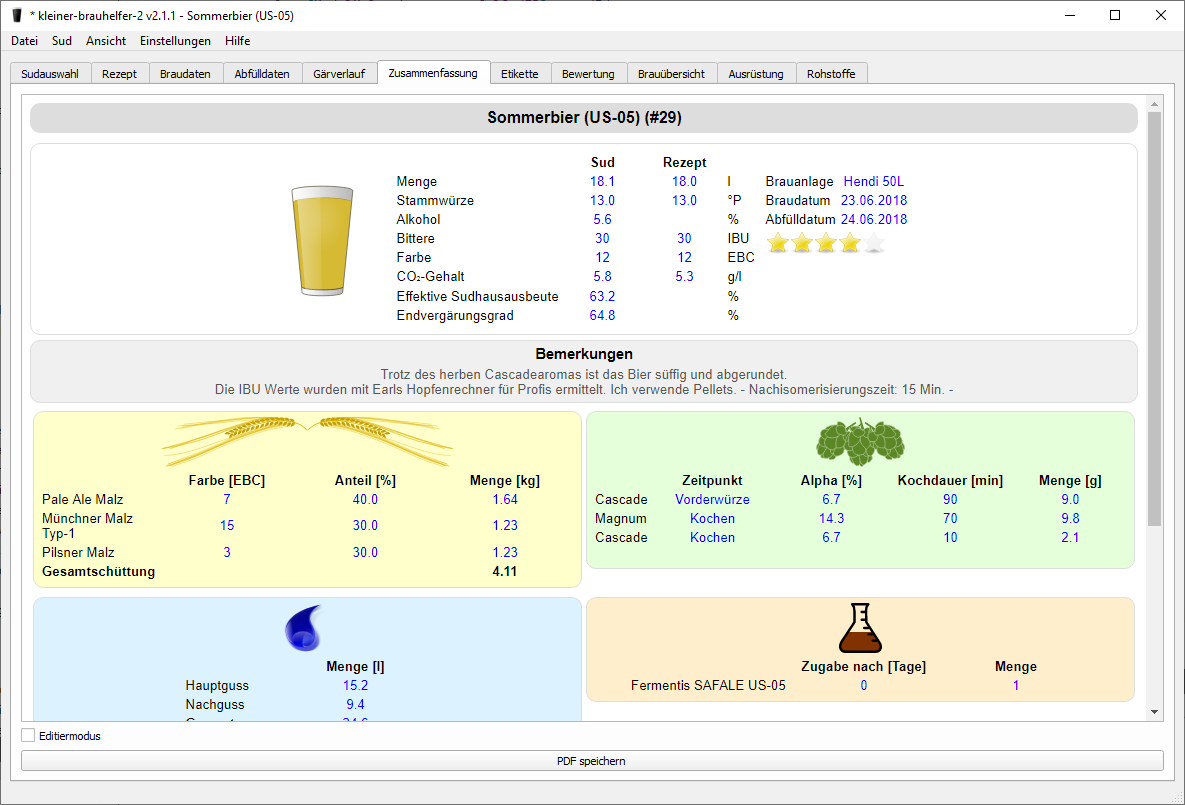 * kleiner-brauhelfer-2 v2.1.1 - Sommerbier (US-05)
Datei Sud Ansicht Einstellungen Hilfe
Sudauswahl Rezept Braudaten Abfülldaten Gärverlauf Zusammenfassung Etikette Bewertung Brauübersicht Ausrüstung Rohstoffe
Sommerbier (US-05) (#29)
Sud Rezept
Menge 18.1 18.0 l Brauanlage Hendi 50L
Stammwürze 13.0 13.0 °P Braudatum 23.06.2018
Alkohol 5.6 % Abfülldatum 24.06.2018
Bittere 30 30 IBU
Farbe 12 12 EBC
CO₂-Gehalt 5.8 5.3 g/l
Effektive Sudhausausbeute 63.2 %
Endvergärungsgrad 64.8 %
Bemerkungen
Trotz des herben Cascadearomas ist das Bier süffig und abgerundet.
Die IBU Werte wurden mit Earls Hopfenrechner für Profis ermittelt. Ich verwende Pellets. - Nachisomerisierungszeit: 15 Min. -
Farbe [EBC] Anteil [%] Menge [kg]
Pale Ale Malz 7 40.0 1.64
Münchner Malz
Typ-1 15 30.0 1.23
Pilsner Malz 3 30.0 1.23
Gesamtschüttung 4.11
Zeitpunkt Alpha [%] Kochdauer [min] Menge [g]
Cascade Vorderwürze 6.7 90 9.0
Magnum Kochen 14.3 70 9.8
Cascade Kochen 6.7 10 2.1
Menge [l]
Hauptguss 15.2
Nachguss 9.4
Zugabe nach [Tage] Menge
Fermentis SAFALE US-05 0 1
Editiermodus
PDF speichern